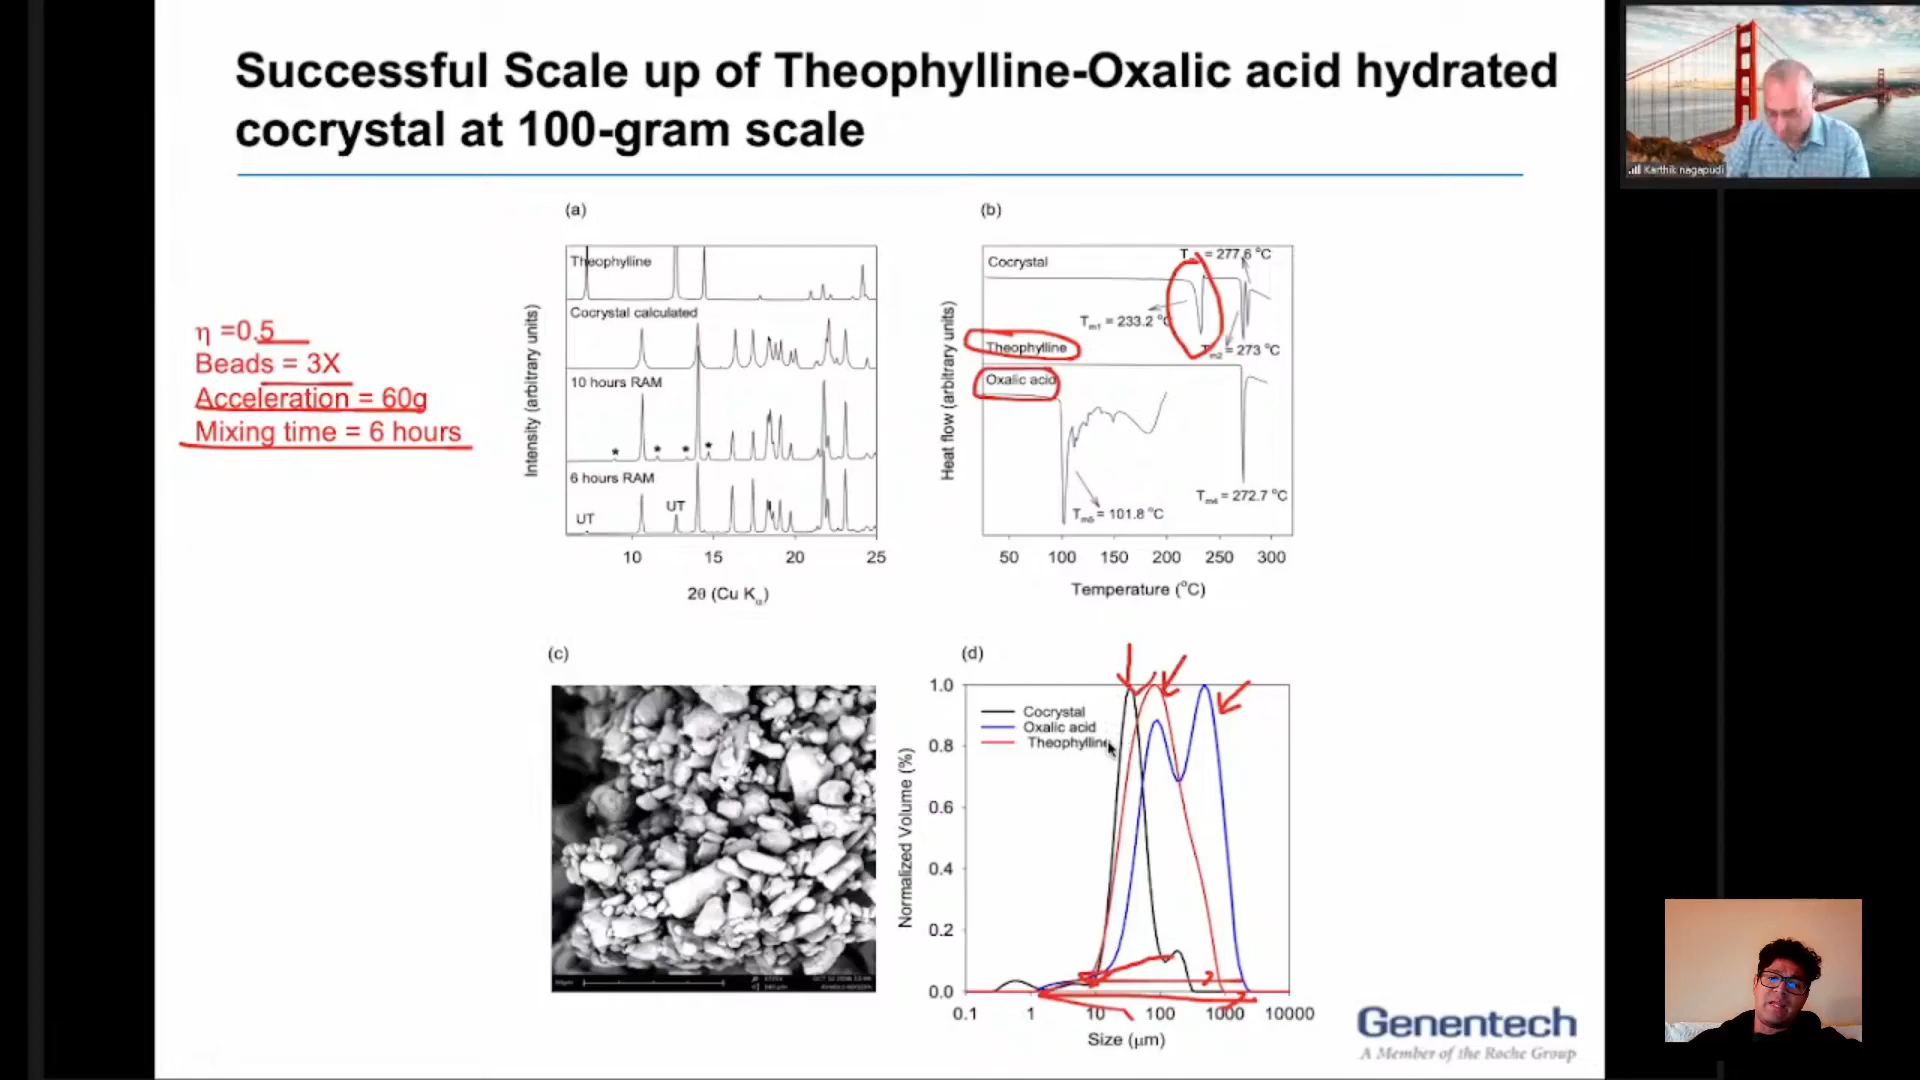 Successful Scale up of Theophylline-Oxalic acid hydrated
cocrystal at 100-gram scale
Karthik nagapudi
η =0.5
Beads = 3X
Acceleration = 60g
Mixing time = 6 hours
(a)
Theophylline
Cocrystal calculated
10 hours RAM
* * * *
6 hours RAM
UT UT
Intensity (arbitrary units)
10 15 20 25
2θ (Cu Kα)
(b)
Cocrystal
= 277.6 °C
Tm1 = 233.2 °C
Tm2 = 273 °C
Theophylline
Oxalic acid
Tm4 = 272.7 °C
Tm5 = 101.8 °C
Heat flow (arbitrary units)
50 100 150 200 250 300
Temperature (°C)
(c)
(d)
Cocrystal
Oxalic acid
Theophylline
Normalized Volume (%)
1.0
0.8
0.6
0.4
0.2
0.0
0.1 1 10 100 1000 10000
Size (μm)
Genentech
A Member of the Roche Group